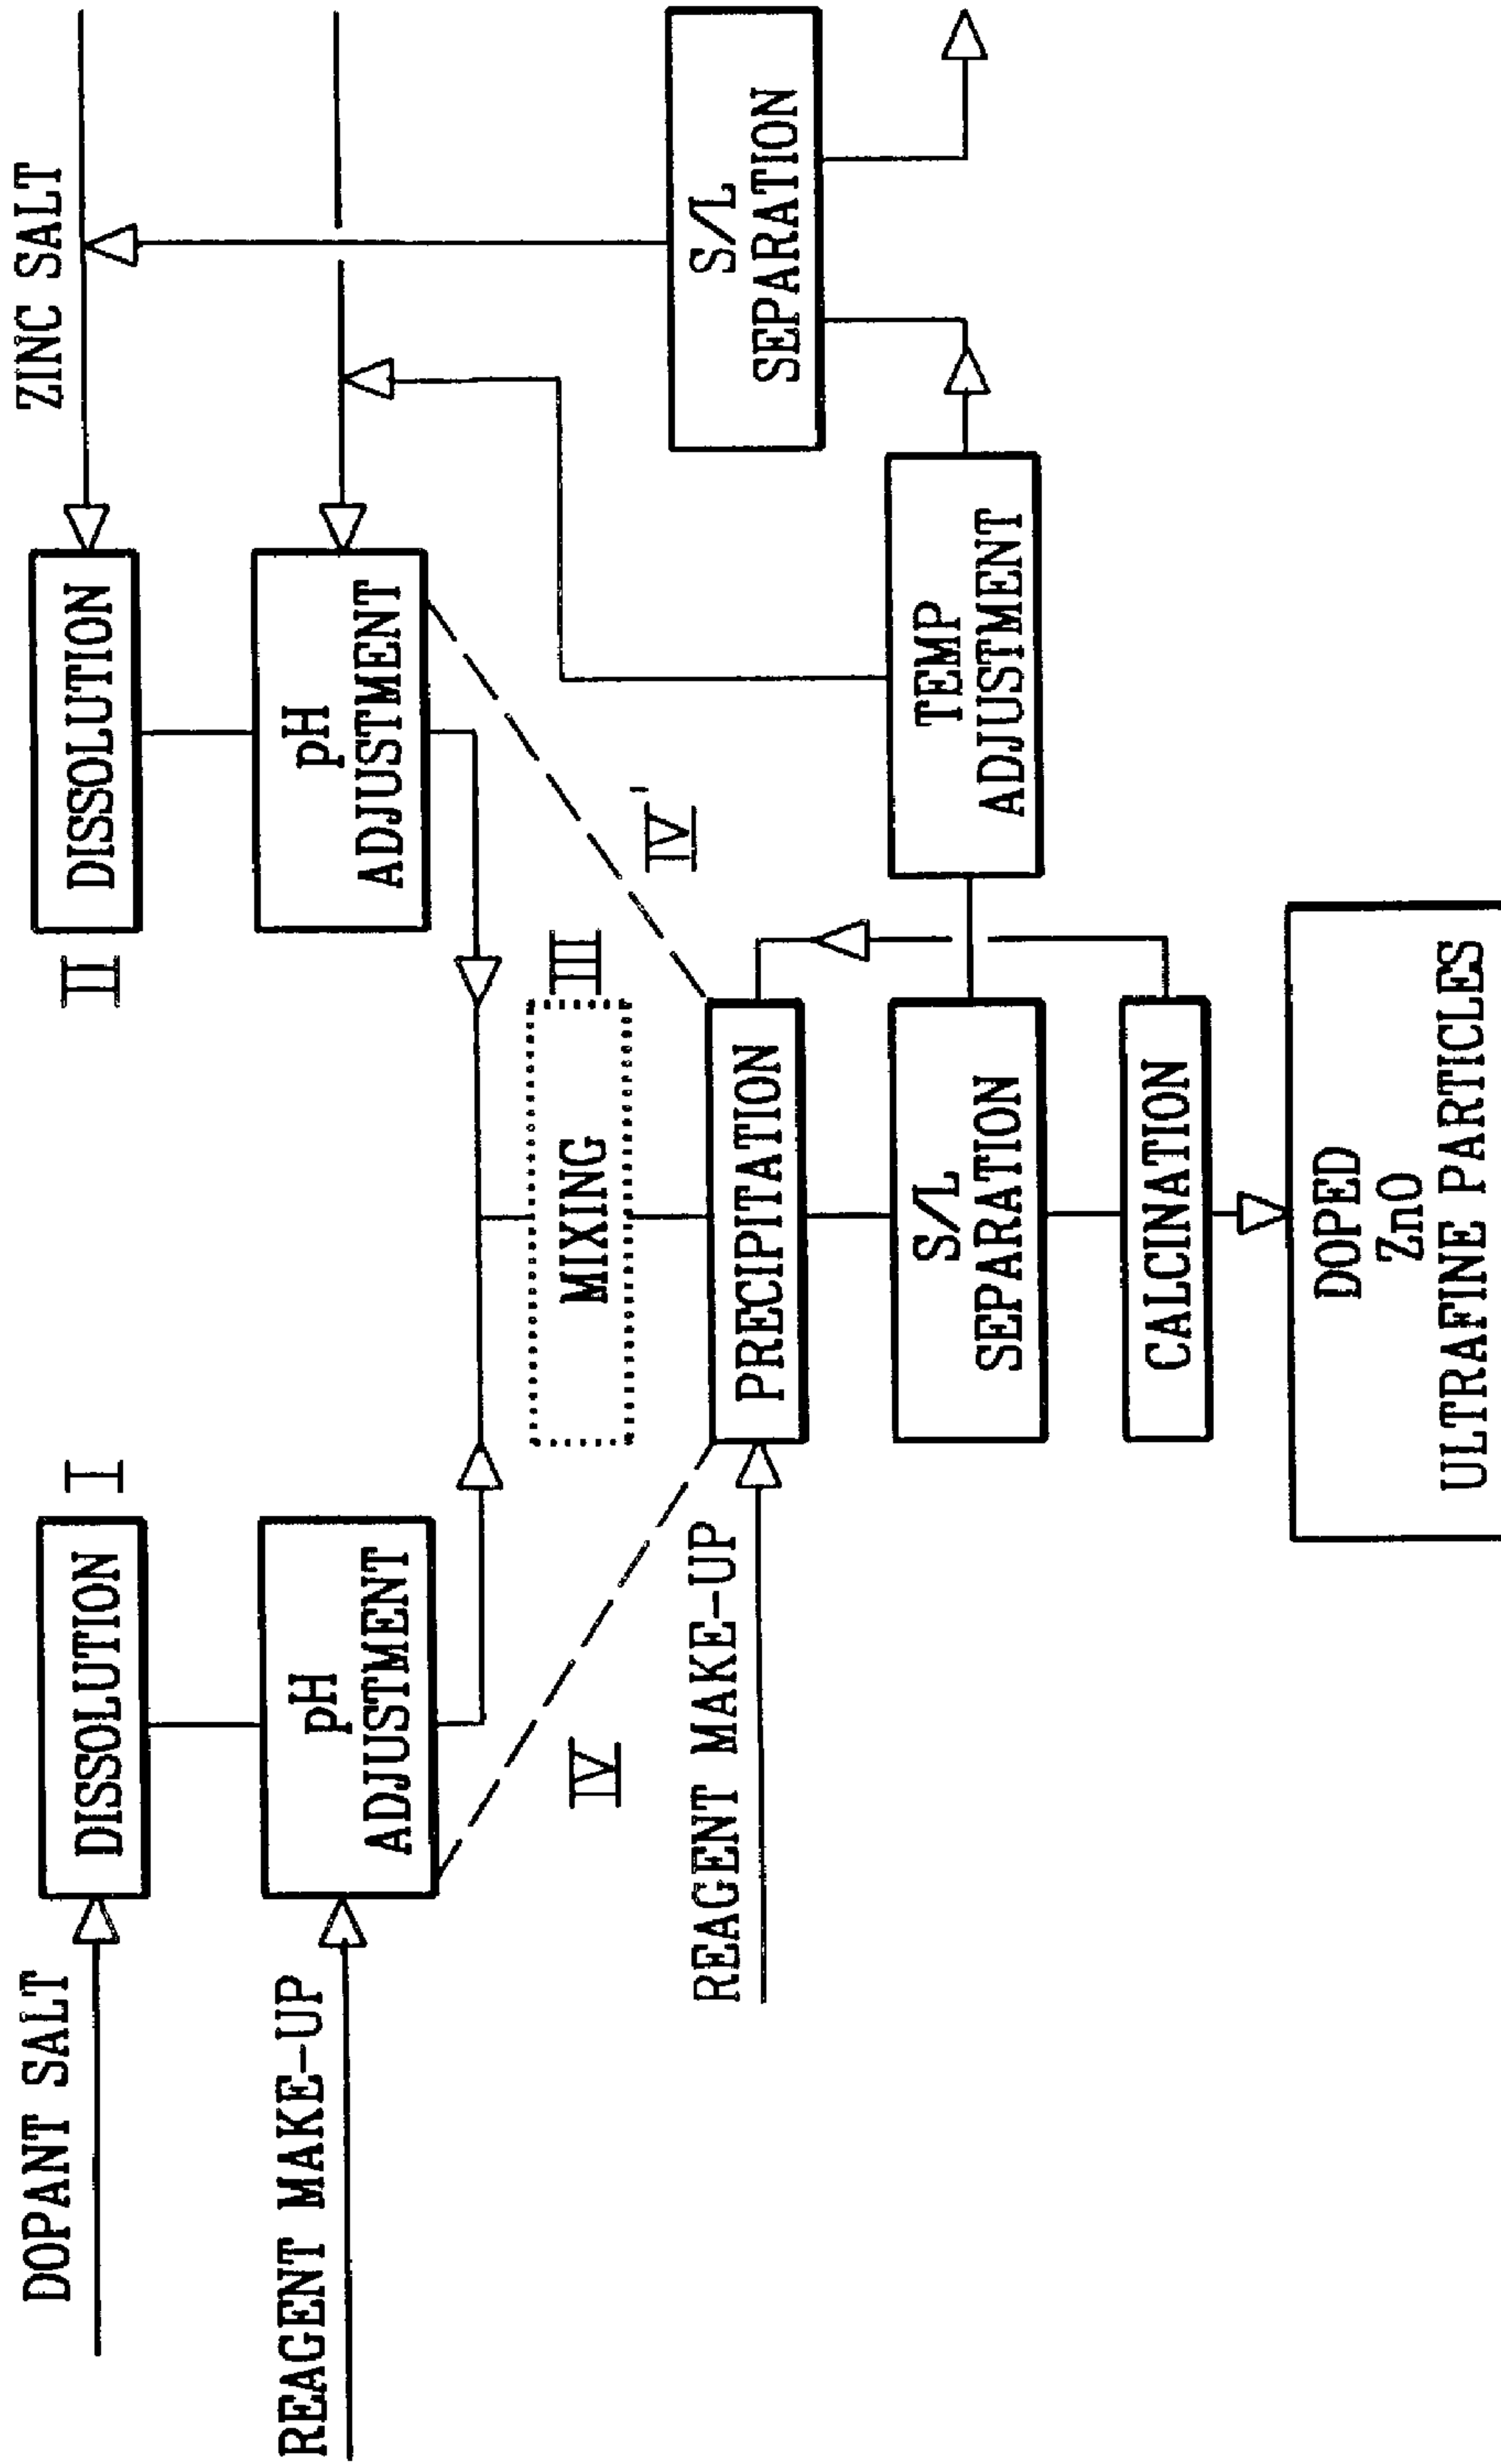 DOPANT SALT
DISSOLUTION
I
REAGENT MAKE-UP
pH
ADJUSTMENT
II
DISSOLUTION
ZINC SALT
pH
ADJUSTMENT
III
MIXING
IV
IV'
REAGENT MAKE-UP
PRECIPITATION
S/L
SEPARATION
TEMP
ADJUSTMENT
S/L
SEPARATION
CALCINATION
DOPED
ZnO
ULTRAFINE PARTICLES